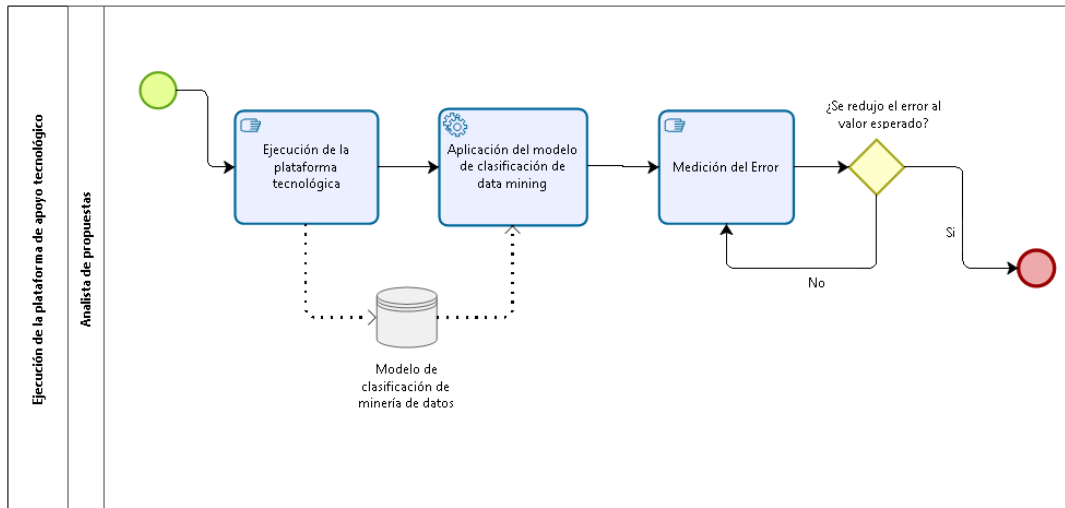 Ejecución de la plataforma de apoyo tecnológico
Analista de propuestas
Ejecución de la
plataforma
tecnológica
Aplicación del modelo
de clasificación de
data mining
Medición del Error
¿Se redujo el error al
valor esperado?
Si
No
Modelo de
clasificación de
minería de datos